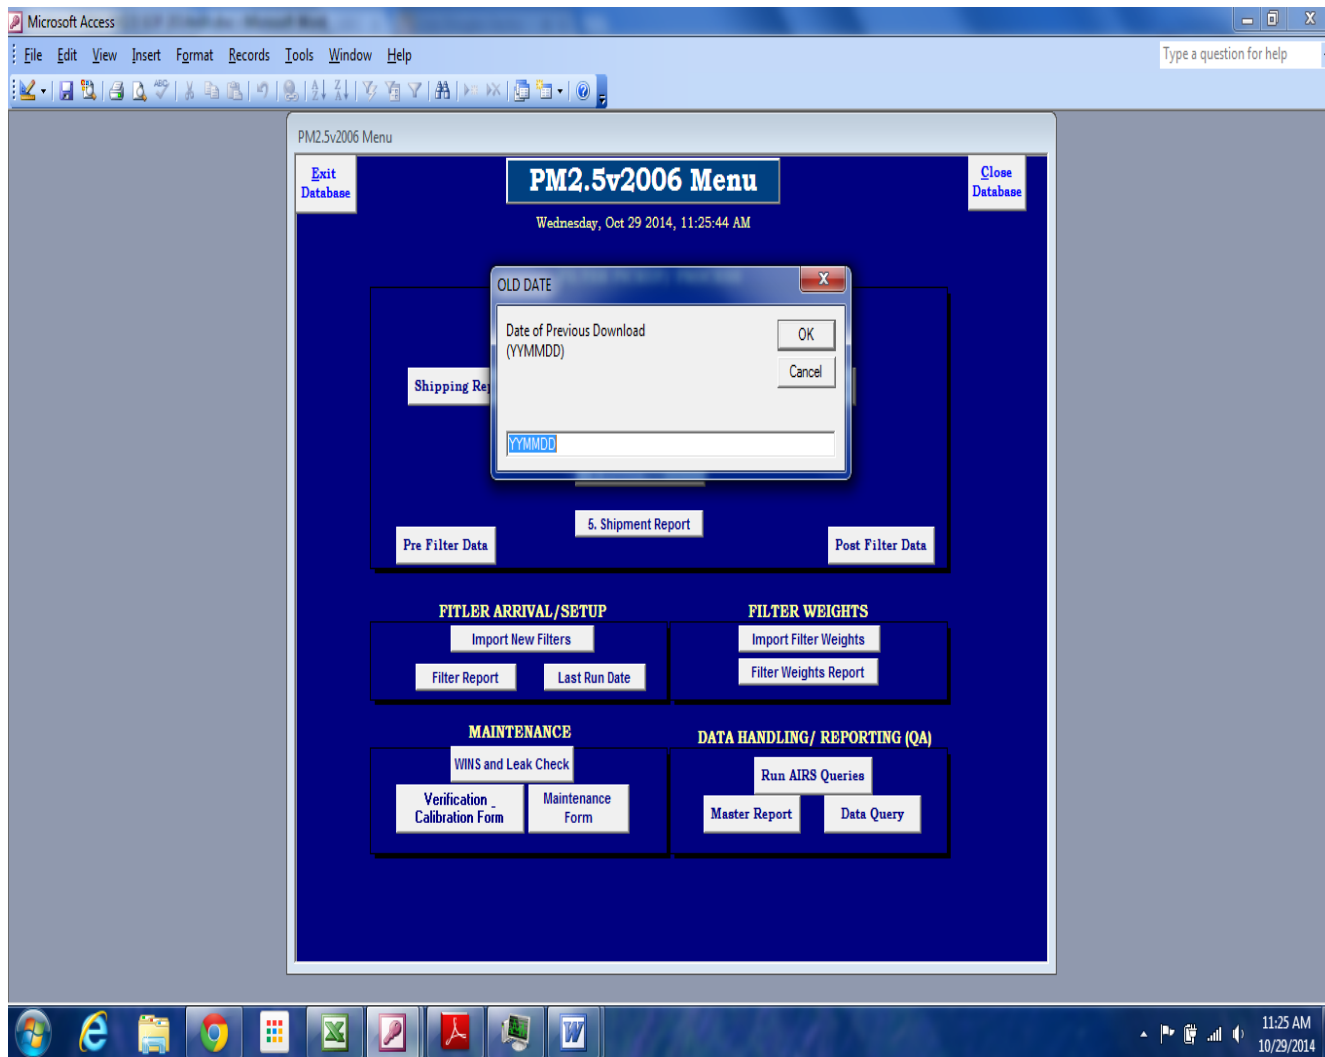 Microsoft Access
File Edit View Insert Format Records Tools Window Help
Type a question for help
PM2.5v2006 Menu
Exit
Database
PM2.5v2006 Menu
Close
Database
Wednesday, Oct 29 2014, 11:25:44 AM
OLD DATE
Date of Previous Download
(YYMMDD)
OK
Cancel
YYMMDD
Shipping
5. Shipment Report
Pre Filter Data
Post Filter Data
FITLER ARRIVAL/SETUP
Import New Filters
Filter Report
Last Run Date
FILTER WEIGHTS
Import Filter Weights
Filter Weights Report
MAINTENANCE
WINS and Leak Check
Verification _
Calibration Form
Maintenance
Form
DATA HANDLING/ REPORTING (QA)
Run AIRS Queries
Master Report
Data Query
11:25 AM
10/29/2014